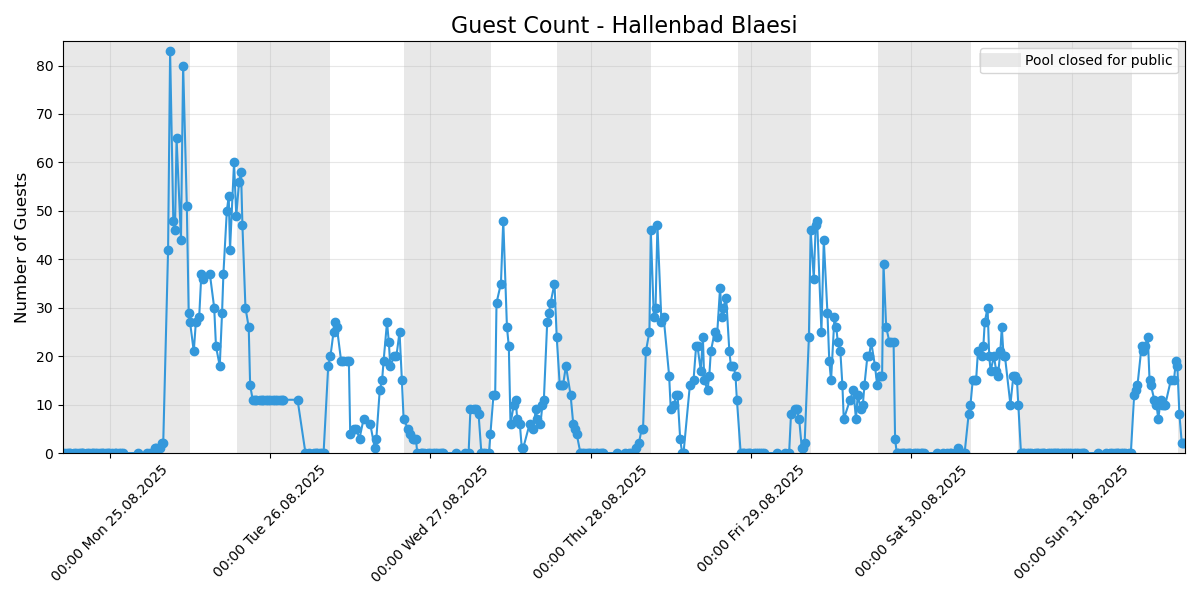 Guest Count - Hallenbad Blaesi
Pool closed for public
Number of Guests
80
70
60
50
40
30
20
10
0
00:00 Mon 25.08.2025
00:00 Tue 26.08.2025
00:00 Wed 27.08.2025
00:00 Thu 28.08.2025
00:00 Fri 29.08.2025
00:00 Sat 30.08.2025
00:00 Sun 31.08.2025